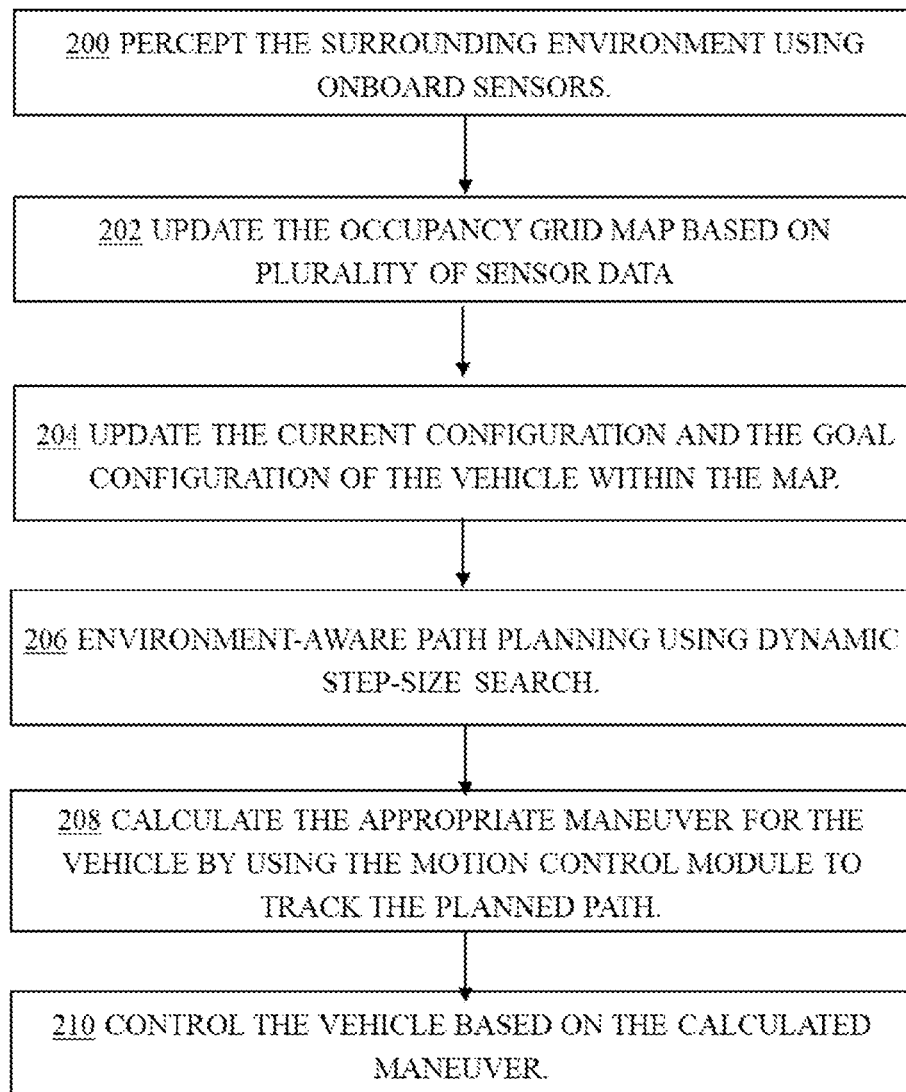 200 PERCEPT THE SURROUNDING ENVIRONMENT USING
ONBOARD SENSORS.
202 UPDATE THE OCCUPANCY GRID MAP BASED ON
PLURALITY OF SENSOR DATA
204 UPDATE THE CURRENT CONFIGURATION AND THE GOAL
CONFIGURATION OF THE VEHICLE WITHIN THE MAP.
206 ENVIRONMENT-AWARE PATH PLANNING USING DYNAMIC
STEP-SIZE SEARCH.
208 CALCULATE THE APPROPRIATE MANEUVER FOR THE
VEHICLE BY USING THE MOTION CONTROL MODULE TO
TRACK THE PLANNED PATH.
210 CONTROL THE VEHICLE BASED ON THE CALCULATED
MANEUVER.